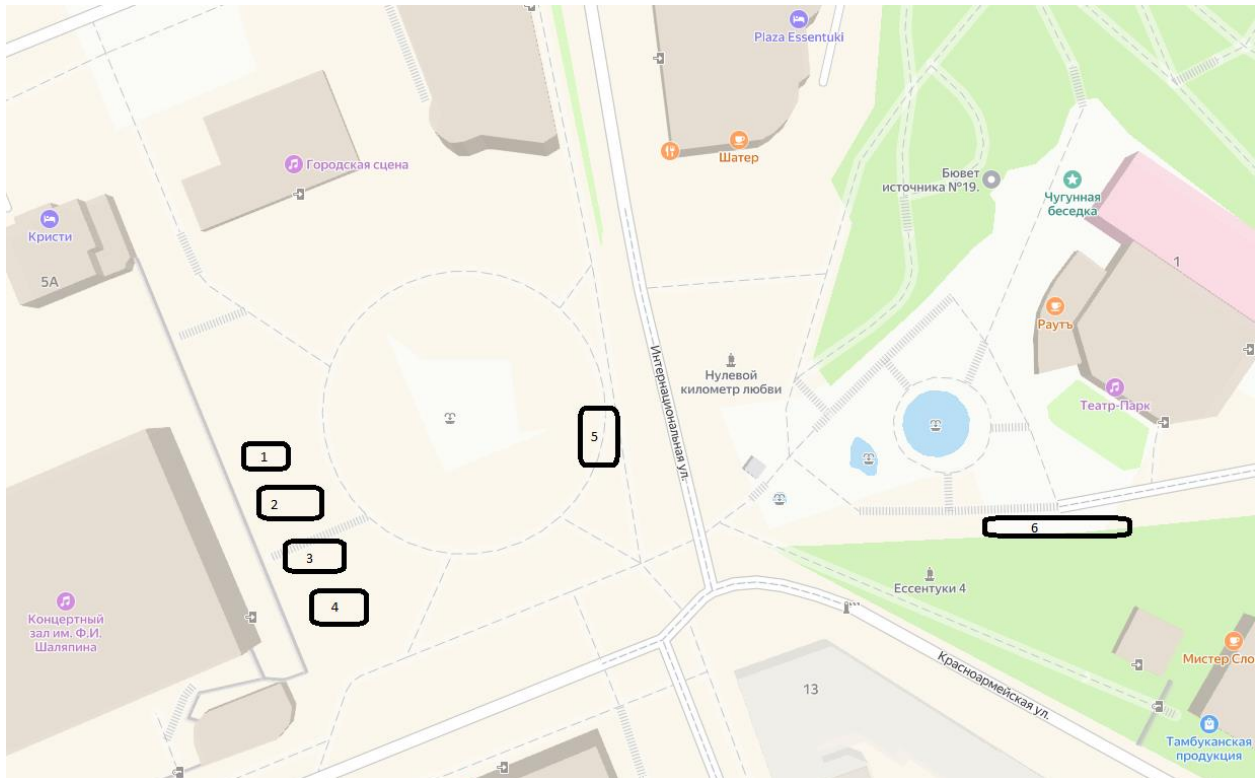 Plaza Essentuki
Шатер
Городская сцена
Бювет
источника №19.
Чугунная
беседка
Кристи
5А
1
Раутъ
Интернациональная ул.
Нулевой
километр любви
Театр-Парк
5
1
2
6
3
Ессентуки 4
4
Концертный
зал им. Ф.И.
Шаляпина
Мистер Сло
Красноармейская ул.
13
Тамбуканская
продукция